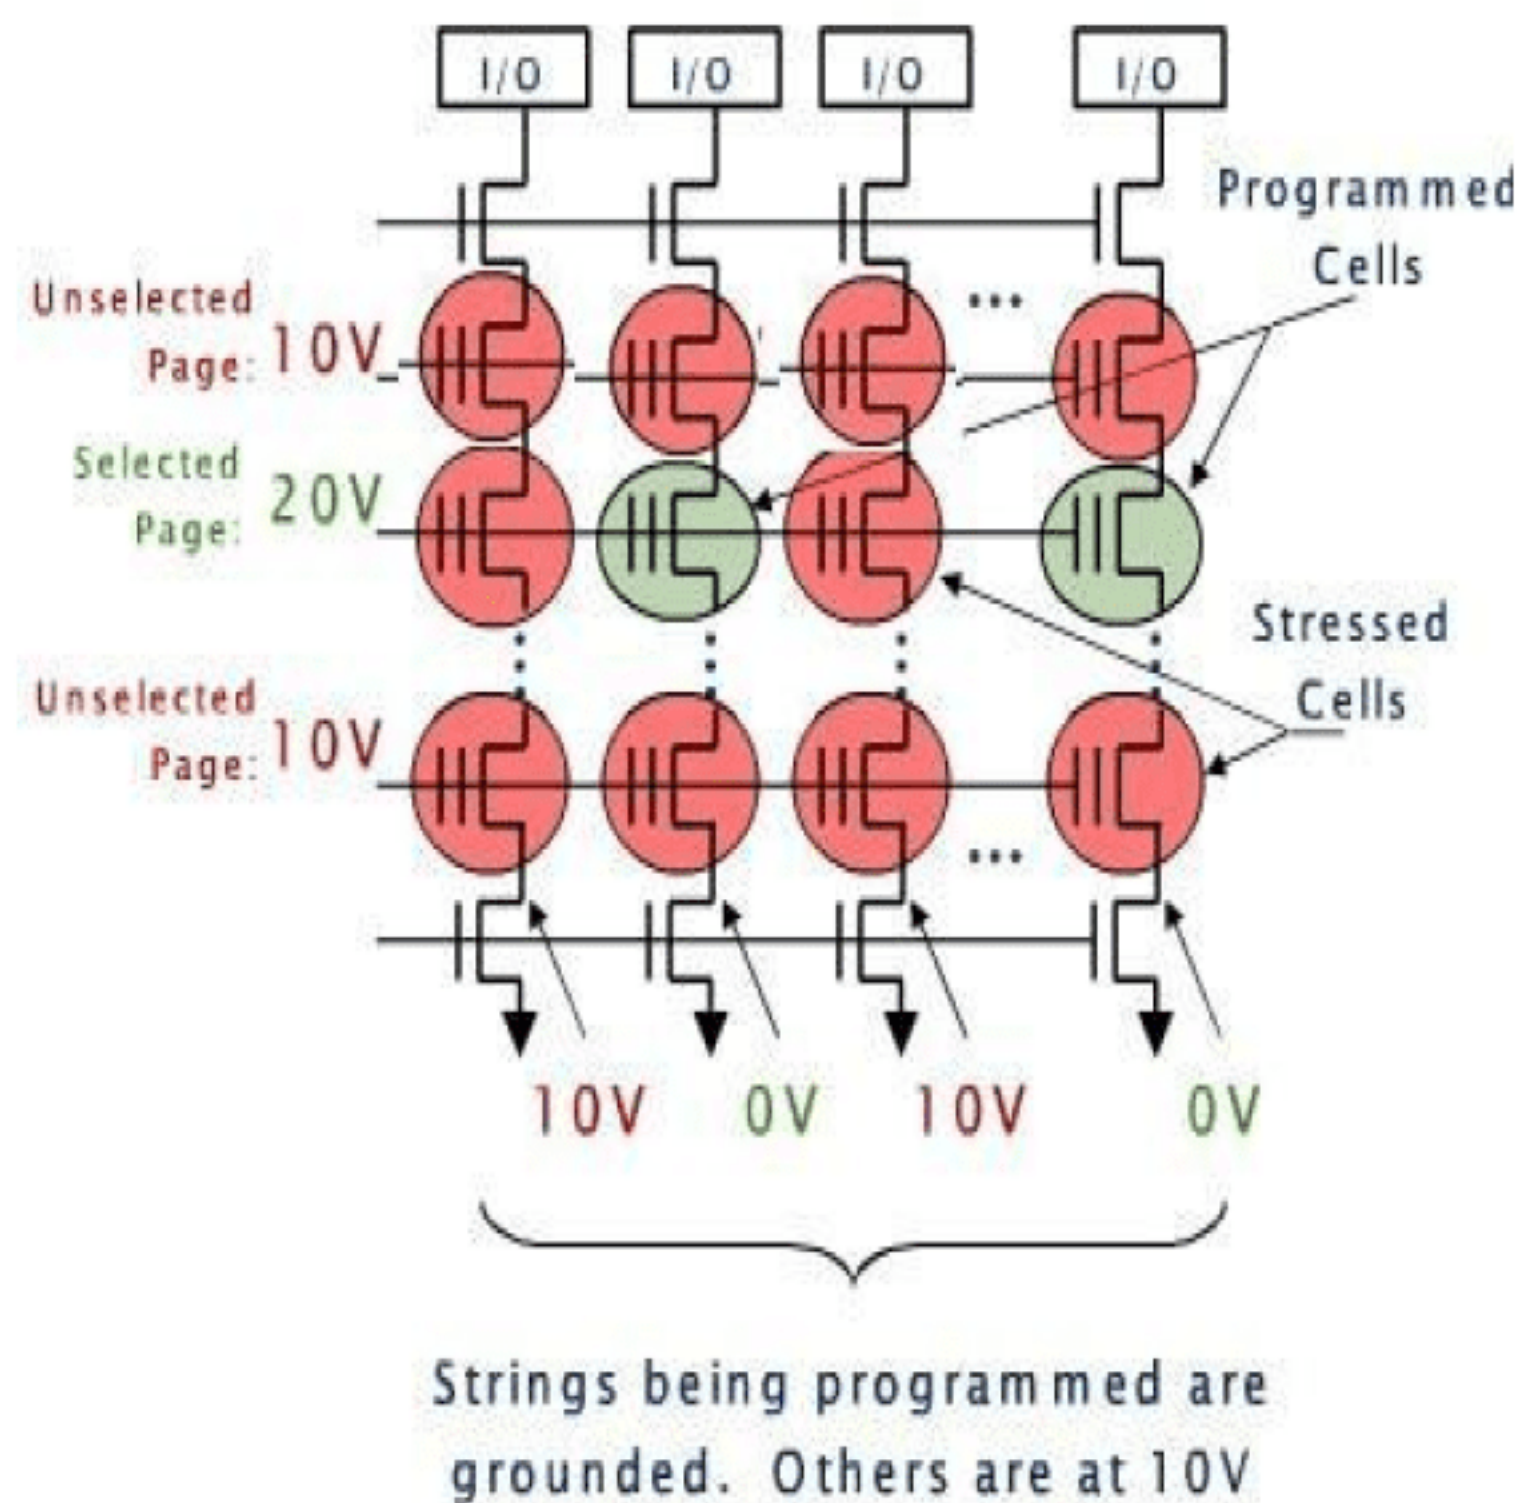 I/O I/O I/O I/O
Programmed
Cells
Unselected
Page: 10V
...
Selected
Page: 20V
Stressed
Cells
Unselected
Page: 10V
...
10V 0V 10V 0V
Strings being programmed are
grounded. Others are at 10V